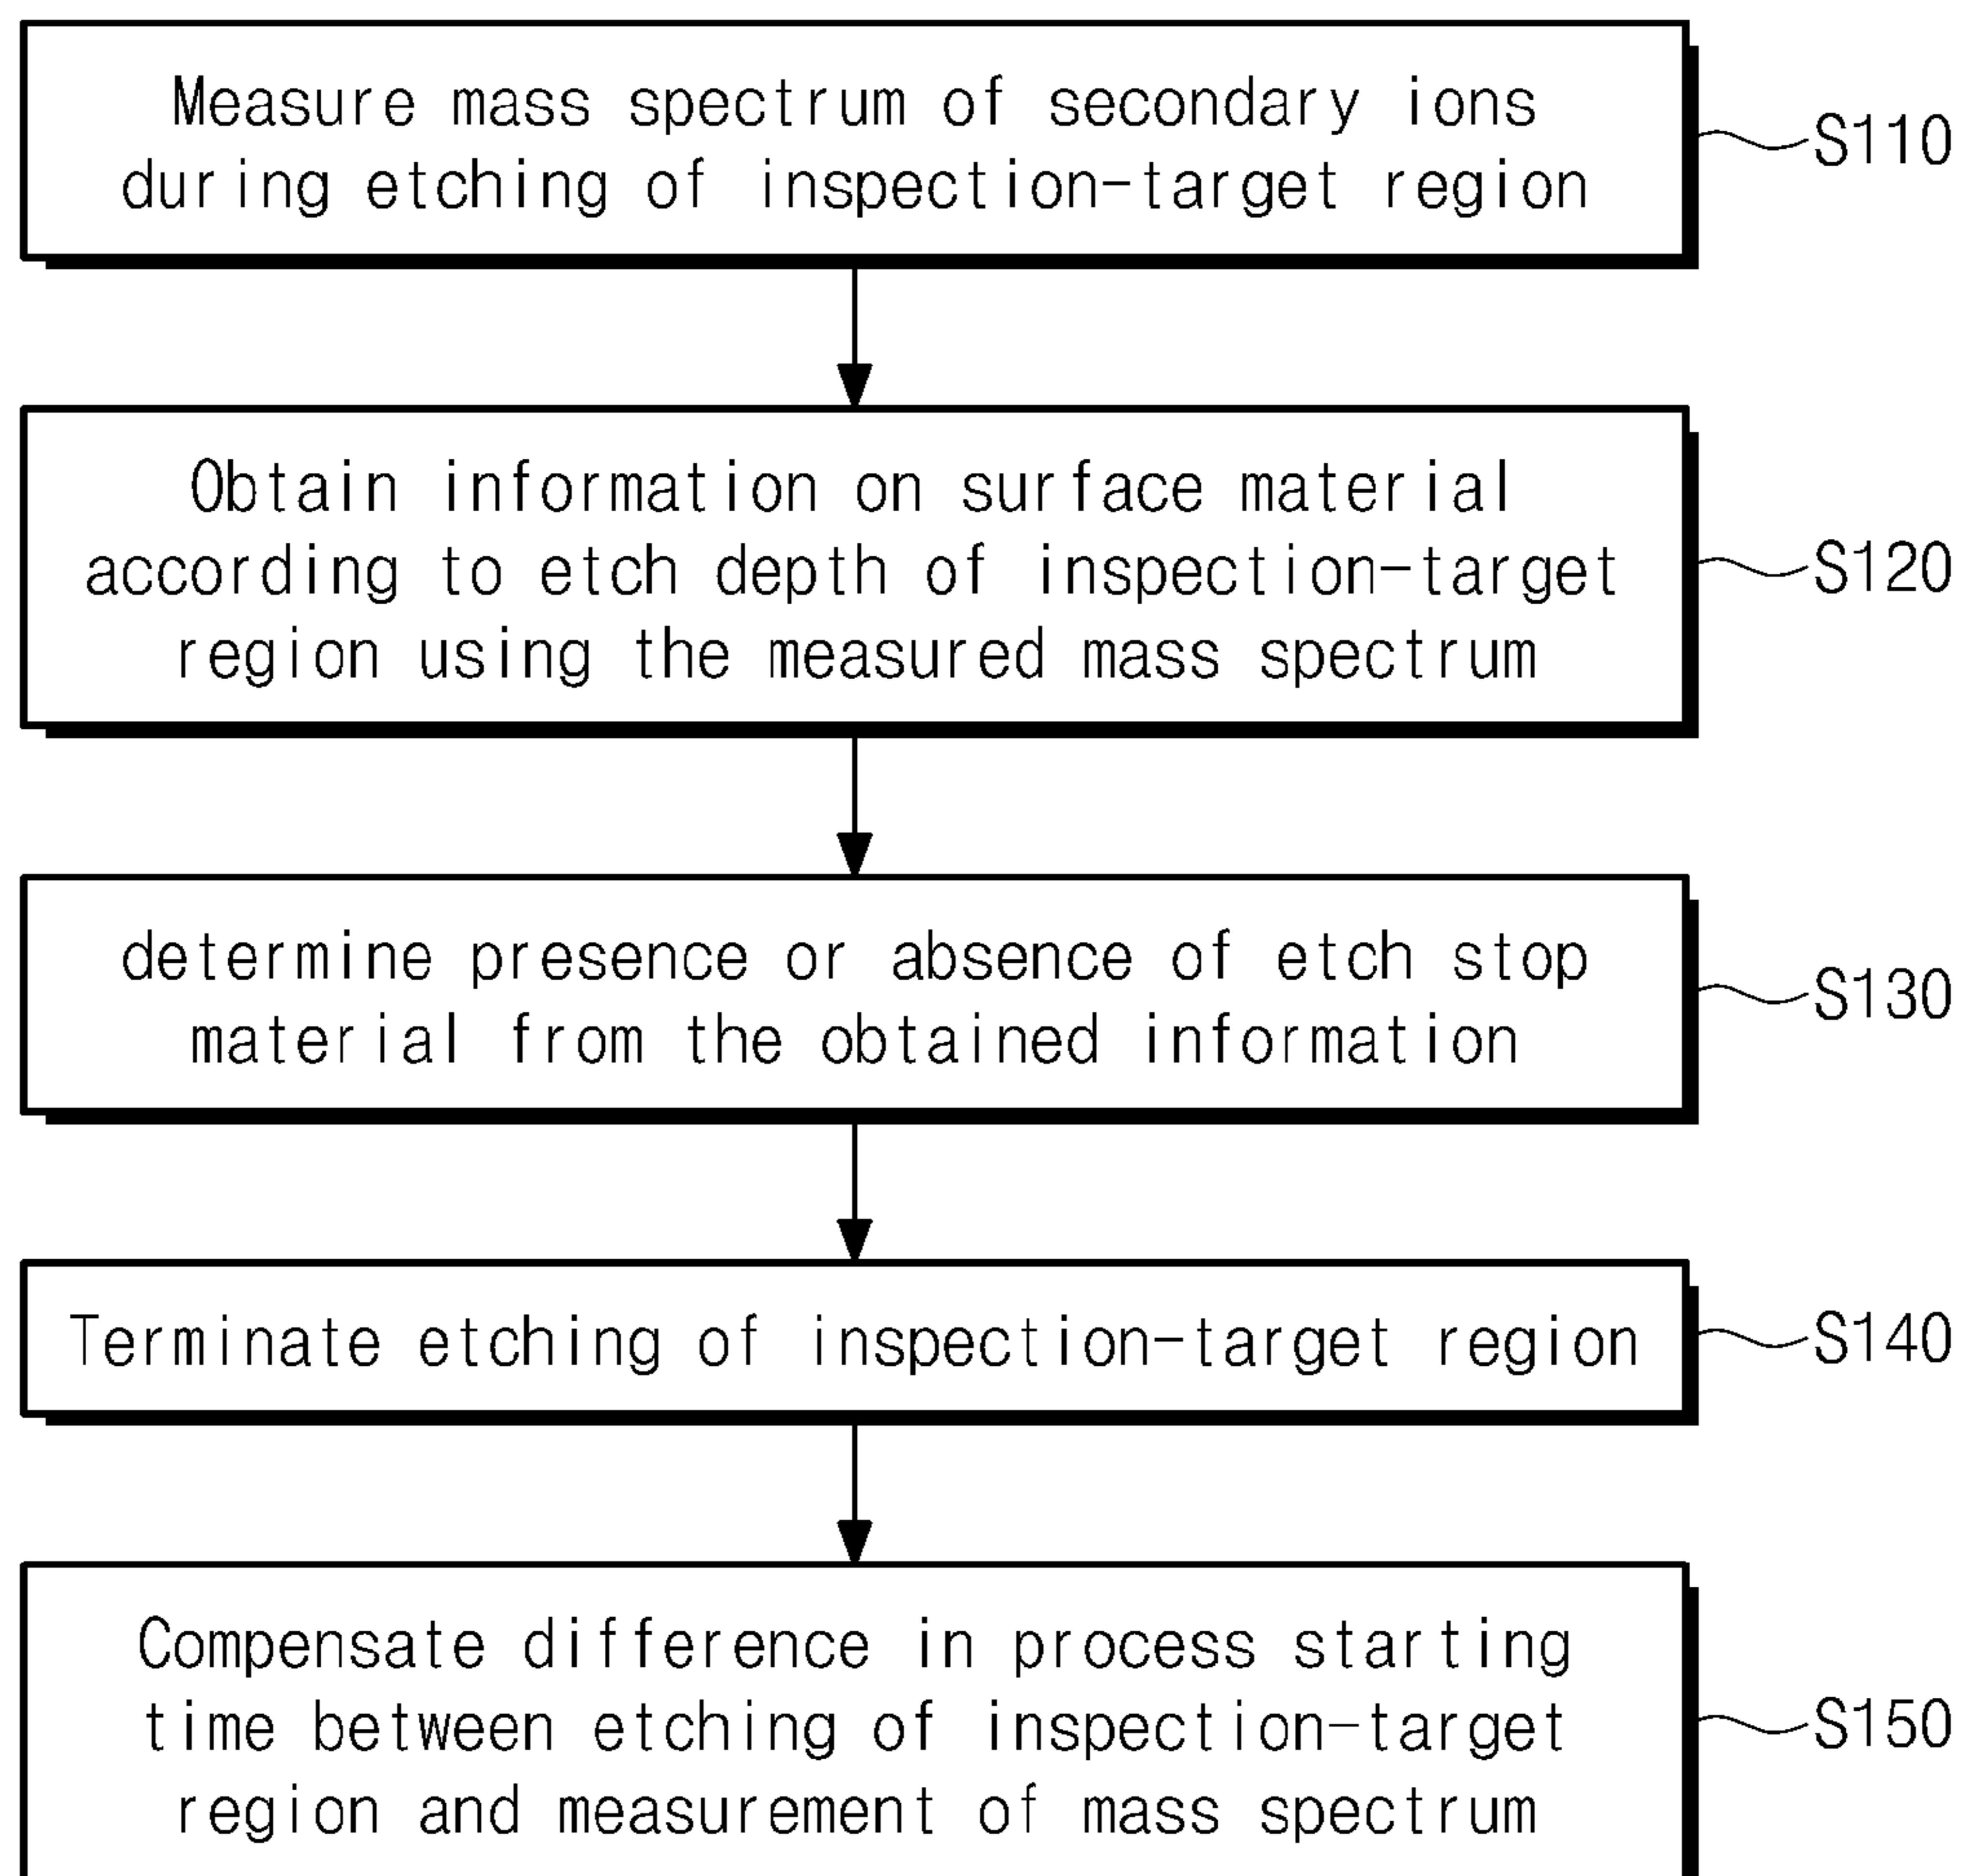 Measure mass spectrum of secondary ions
during etching of inspection-target region
S110
Obtain information on surface material
according to etch depth of inspection-target
region using the measured mass spectrum
S120
determine presence or absence of etch stop
material from the obtained information
S130
Terminate etching of inspection-target region
S140
Compensate difference in process starting
time between etching of inspection-target
region and measurement of mass spectrum
S150